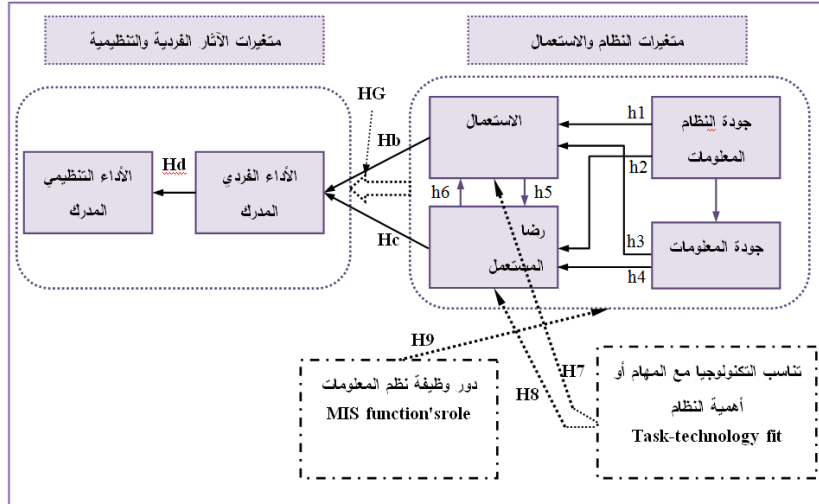 متغيرات النظام والاستعمال
متغيرات الآثار الفردية والتنظيمية
جودة النظام
المعلومات
h1
h2
الاستعمال
HG
Hb
الأداء الفردي
المدرك
Hd
الأداء التنظيمي
المدرك
h6
h5
رضا
المستعمل
Hc
جودة المعلومات
h3
h4
H9
H7
H8
تناسب التكنولوجيا مع المهام أو
أهمية النظام
Task-technology fit
دور وظيفة نظم المعلومات
MIS function'srole